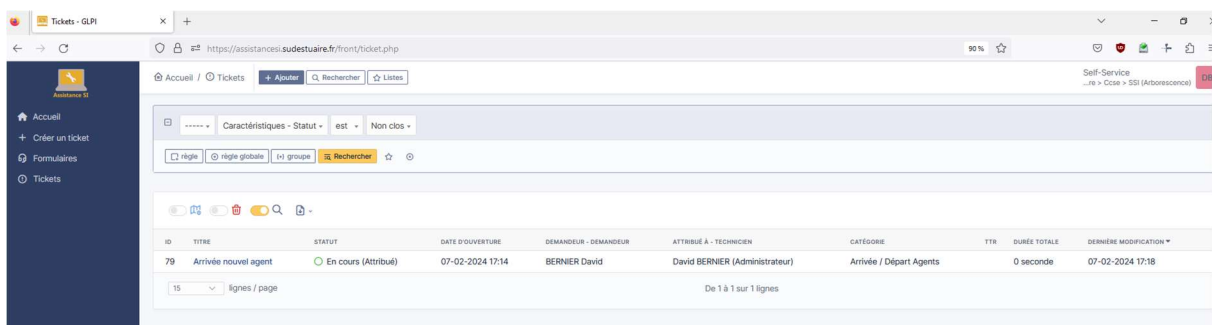 Tickets - GLPI
https://assistancesi.sudestuaire.fr/front/ticket.php
90 %
Assistance SI
Accueil
Créer un ticket
Formulaires
Tickets
Accueil / Tickets + Ajouter Rechercher Listes
Self-Service
...re > Ccse > SSI (Arborescence)
DB
----- Caractéristiques - Statut est Non clos
règle règle globale (+) groupe Rechercher
ID TITRE STATUT DATE D'OUVERTURE DEMANDEUR - DEMANDEUR ATTRIBUÉ À - TECHNICIEN CATÉGORIE TTR DURÉE TOTALE DERNIÈRE MODIFICATION
79 Arrivée nouvel agent En cours (Attribué) 07-02-2024 17:14 BERNIER David David BERNIER (Administrateur) Arrivée / Départ Agents 0 seconde 07-02-2024 17:18
15 lignes / page De 1 à 1 sur 1 lignes